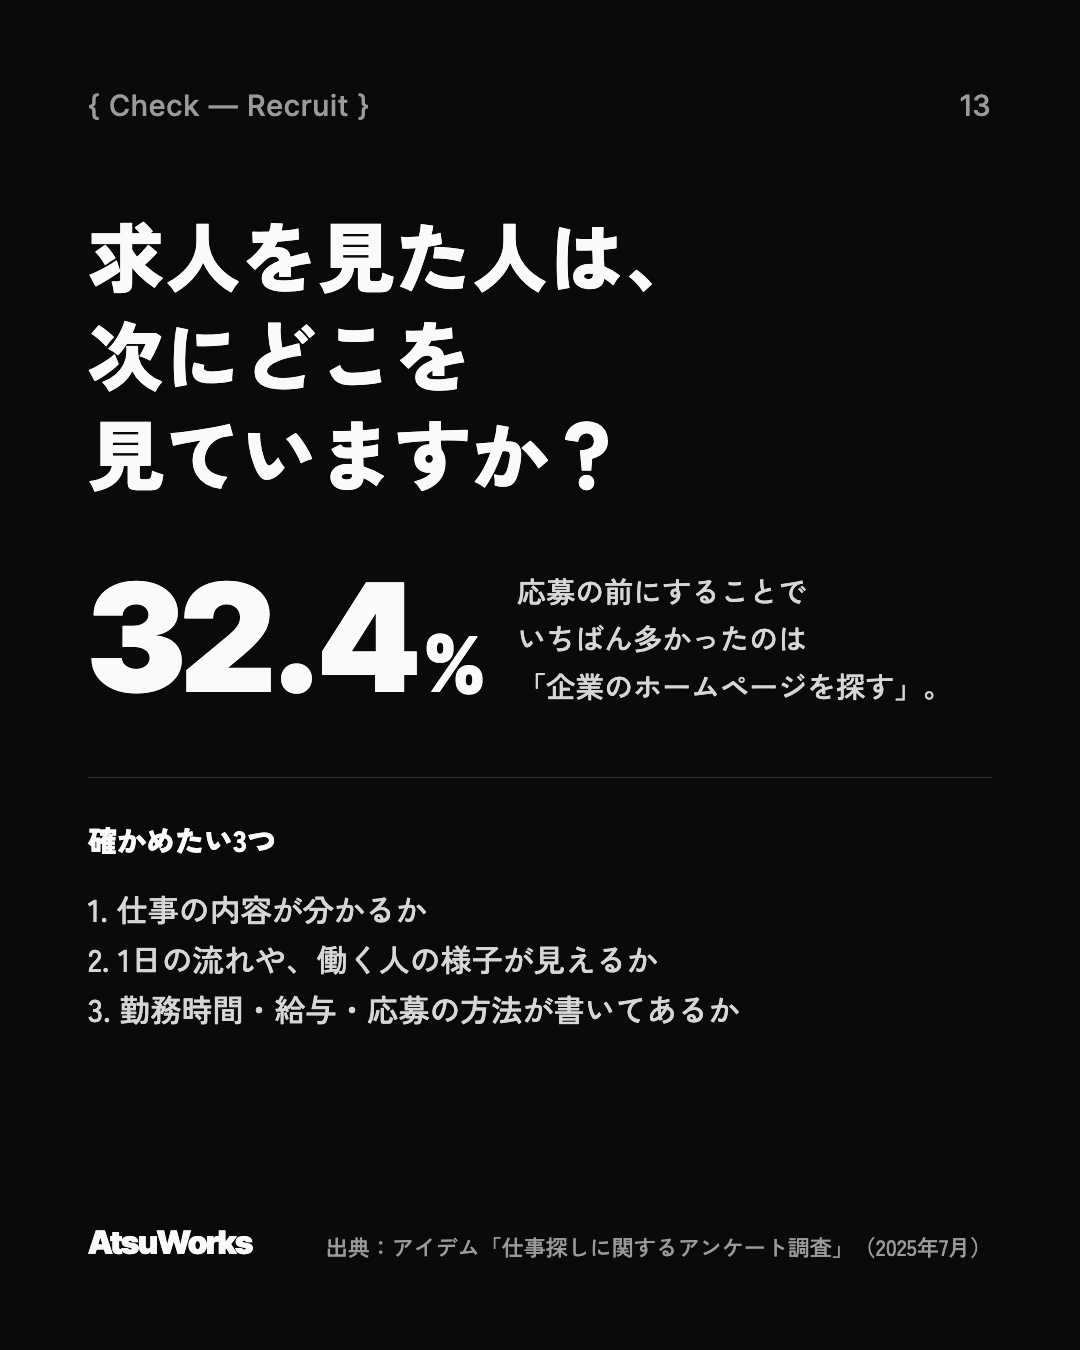 { Check — Recruit }
13
求人を見た人は、
次にどこを
見ていますか？
32.4%
応募の前にすることで
いちばん多かったのは
「企業のホームページを探す」。
確かめたい3つ
1. 仕事の内容が分かるか
2. 1日の流れや、働く人の様子が見えるか
3. 勤務時間・給与・応募の方法が書いてあるか
AtsuWorks
出典：アイデム「仕事探しに関するアンケート調査」（2025年7月）